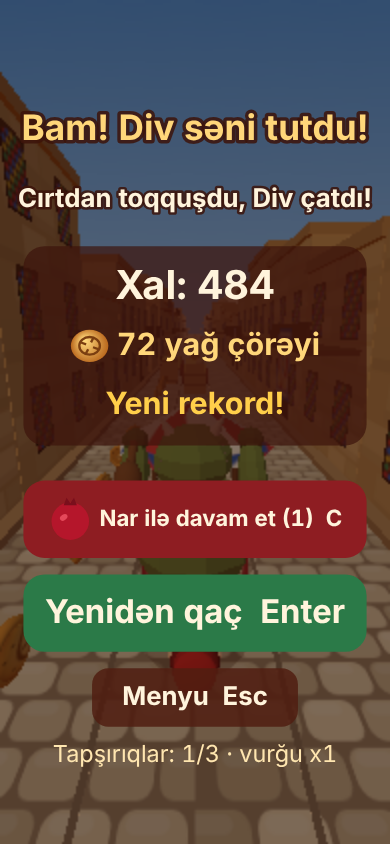 Bam! Div səni tutdu!
Cırtdan toqquşdu, Div çatdı!
Xal: 484
72 yağ çörəyi
Yeni rekord!
Nar ilə davam et (1) C
Yenidən qaç Enter
Menyu Esc
Tapşırıqlar: 1/3 · vurğu x1